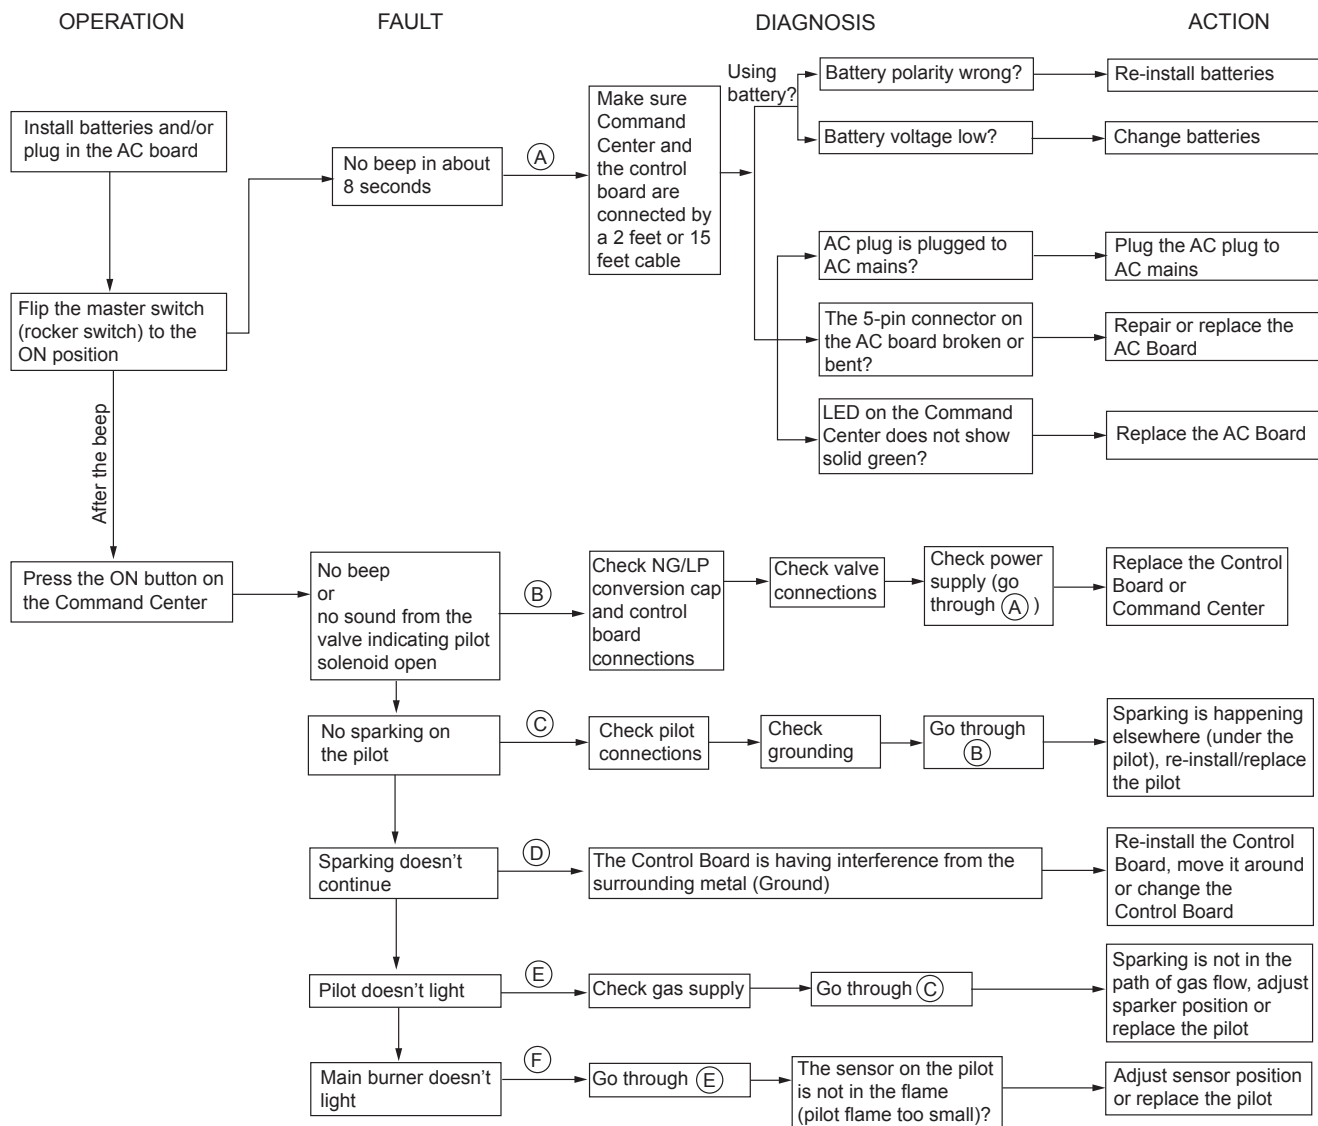 OPERATION
FAULT
DIAGNOSIS
ACTION
Install batteries and/or
plug in the AC board
Flip the master switch
(rocker switch) to the
ON position
After the beep
No beep in about
8 seconds
A
Make sure
Command
Center and
the control
board are
connected by
a 2 feet or 15
feet cable
Using
battery?
Battery polarity wrong?
Re-install batteries
Battery voltage low?
Change batteries
AC plug is plugged to
AC mains?
Plug the AC plug to
AC mains
The 5-pin connector on
the AC board broken or
bent?
Repair or replace the
AC Board
LED on the Command
Center does not show
solid green?
Replace the AC Board
Press the ON button on
the Command Center
No beep
or
no sound from the
valve indicating pilot
solenoid open
B
Check NG/LP
conversion cap
and control
board
connections
Check valve
connections
Check power
supply (go
through A )
Replace the Control
Board or
Command Center
No sparking on
the pilot
C
Check pilot
connections
Check
grounding
Go through
B
Sparking is happening
elsewhere (under the
pilot), re-install/replace
the pilot
Sparking doesn't
continue
D
The Control Board is having interference from the
surrounding metal (Ground)
Re-install the Control
Board, move it around
or change the
Control Board
Pilot doesn't light
E
Check gas supply
Go through C
Sparking is not in the
path of gas flow, adjust
sparker position or
replace the pilot
Main burner doesn't
light
F
Go through E
The sensor on the pilot
is not in the flame
(pilot flame too small)?
Adjust sensor position
or replace the pilot